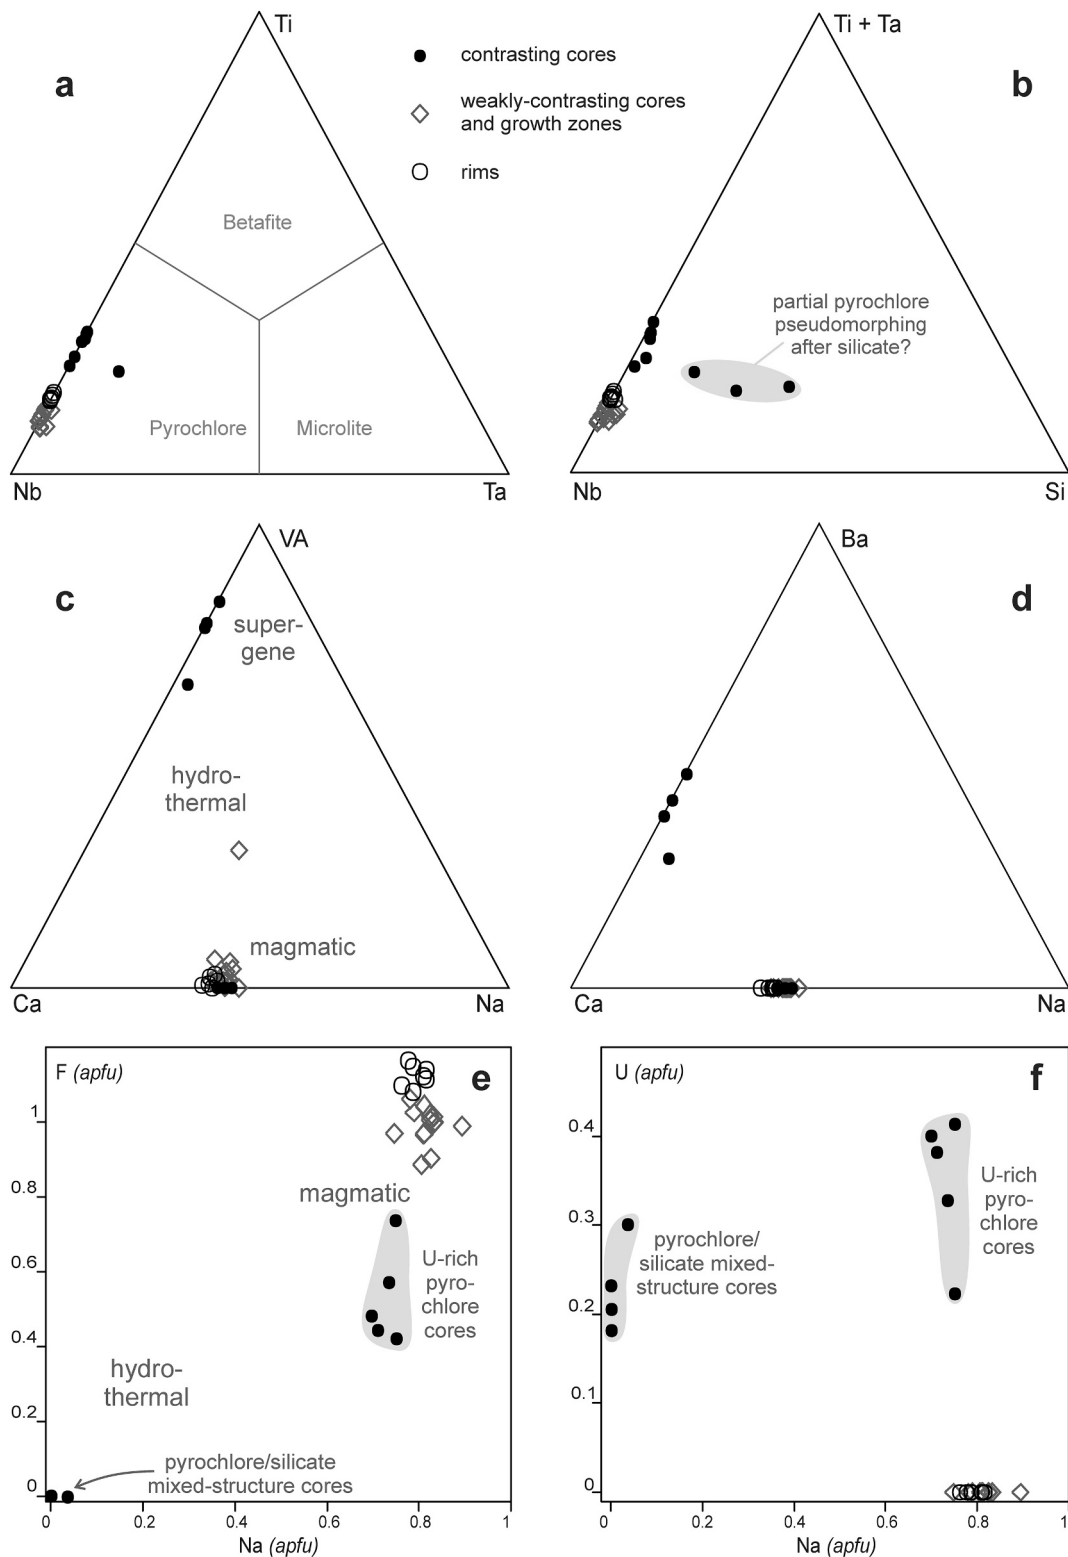 Ti
Ti + Ta
a
contrasting cores
b
weakly-contrasting cores
and growth zones
rims
Betafite
partial pyrochlore
pseudomorphing
after silicate?
Pyrochlore
Microlite
Nb
Ta
Nb
Si
VA
Ba
c
super-
gene
d
hydro-
thermal
magmatic
Ca
Na
Ca
Na
F (apfu)
e
1
0.8
0.6
0.4
0.2
0
magmatic
U-rich
pyro-
chlore
cores
hydro-
thermal
pyrochlore/silicate
mixed-structure cores
0
0.2
0.4
0.6
0.8
1
Na (apfu)
U (apfu)
f
0.4
0.3
0.2
0.1
0
U-rich
pyro-
chlore
cores
pyrochlore/
silicate mixed-
structure cores
0
0.2
0.4
0.6
0.8
1
Na (apfu)